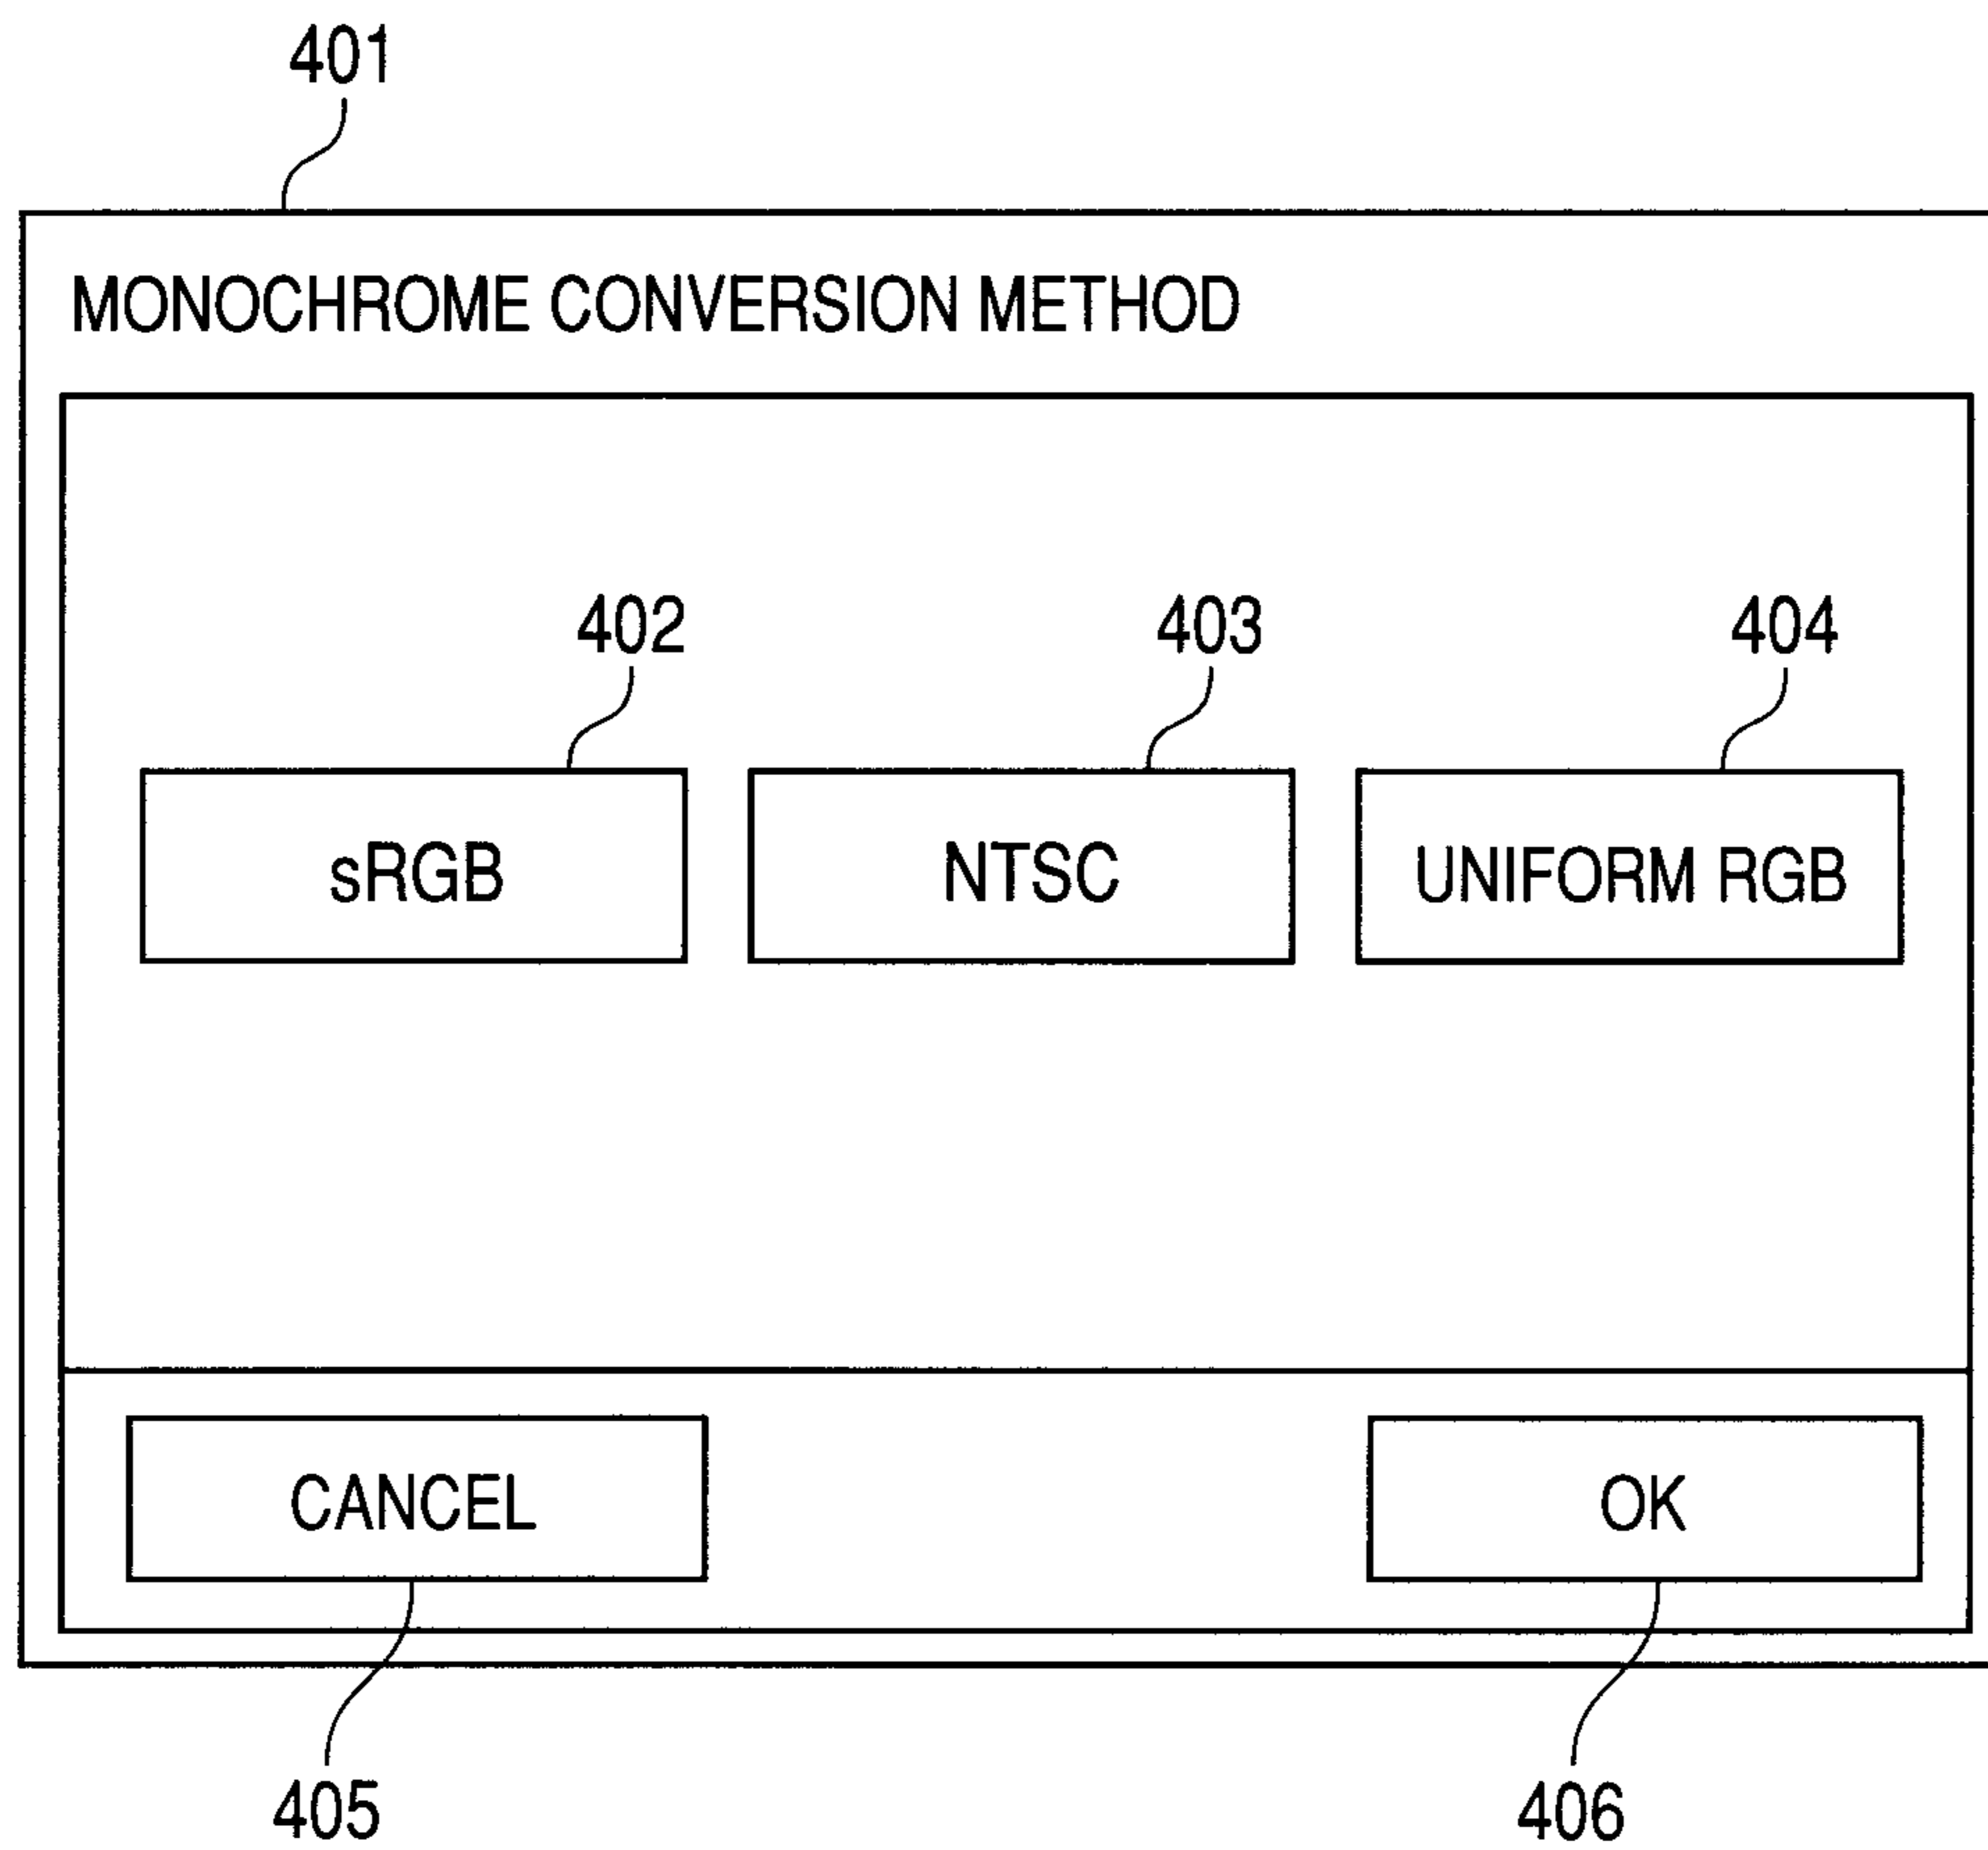 401
MONOCHROME CONVERSION METHOD
402 403 404
sRGB NTSC UNIFORM RGB
CANCEL OK
405 406